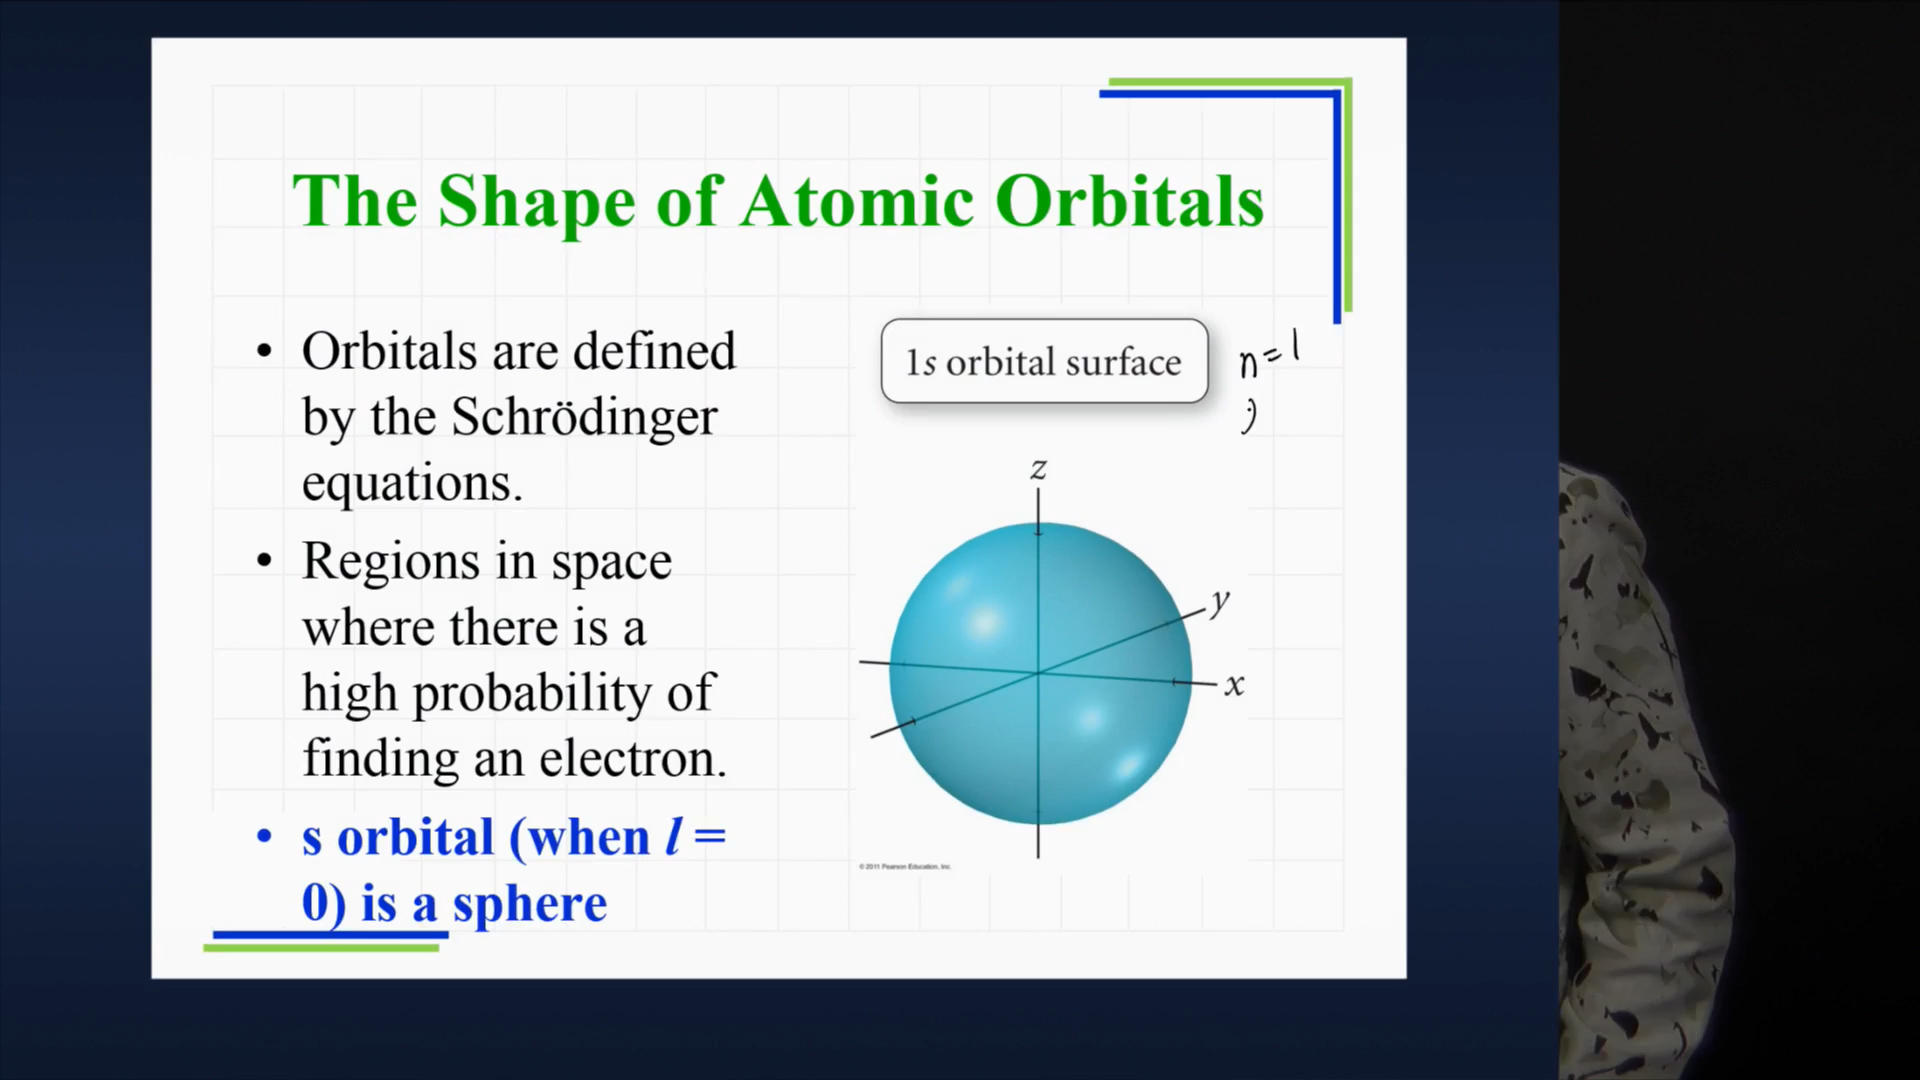 The Shape of Atomic Orbitals
• Orbitals are defined
by the Schrödinger
equations.
• Regions in space
where there is a
high probability of
finding an electron.
• s orbital (when l =
0) is a sphere
1s orbital surface
n=1
z
y
x
© 2011 Pearson Education, Inc.